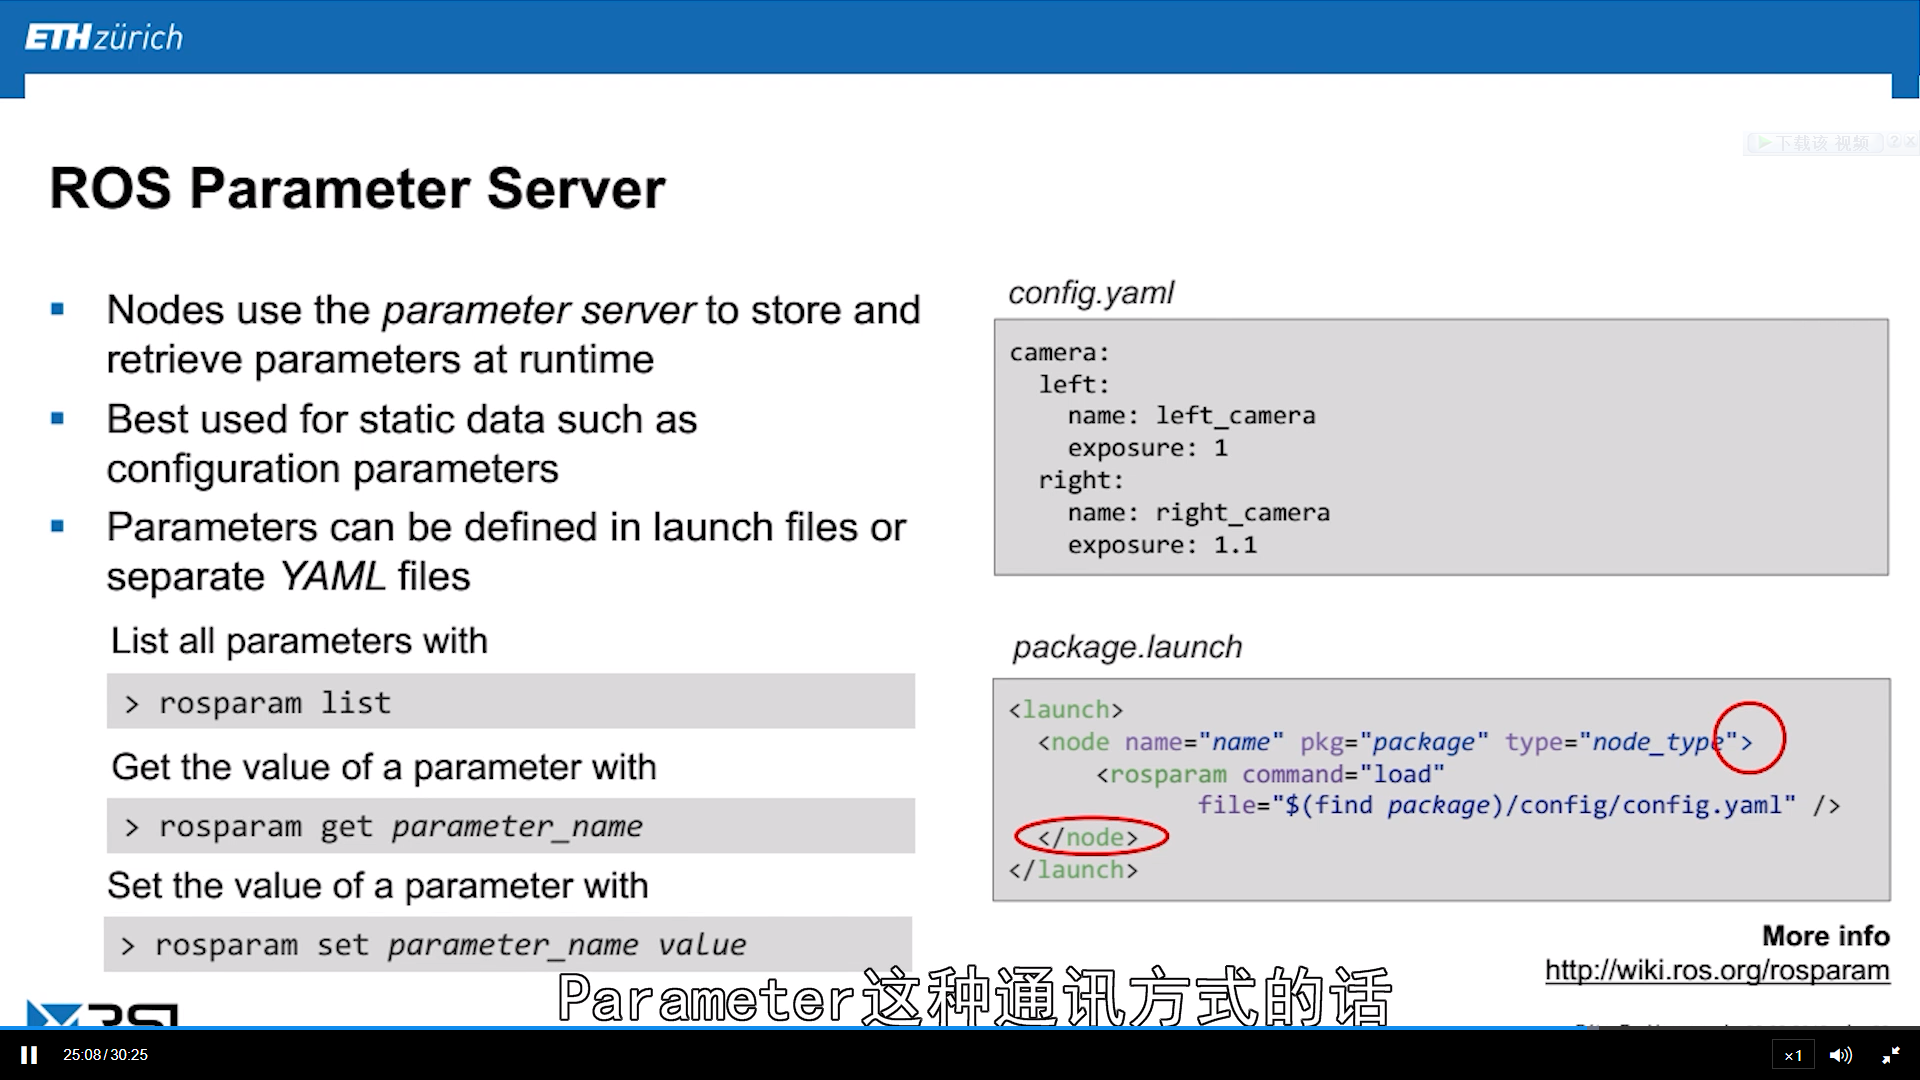 ETH zürich
下载该 视频
ROS Parameter Server
Nodes use the parameter server to store and
retrieve parameters at runtime
Best used for static data such as
configuration parameters
Parameters can be defined in launch files or
separate YAML files
List all parameters with
> rosparam list
Get the value of a parameter with
> rosparam get parameter_name
Set the value of a parameter with
> rosparam set parameter_name value
config.yaml
camera:
left:
name: left_camera
exposure: 1
right:
name: right_camera
exposure: 1.1
package.launch
<launch>
<node name="name" pkg="package" type="node_type">
<rosparam command="load"
file="$(find package)/config/config.yaml" />
</node>
</launch>
More info
http://wiki.ros.org/rosparam
RSL
Parameter这种通讯方式的话
25:08/30:25
×1